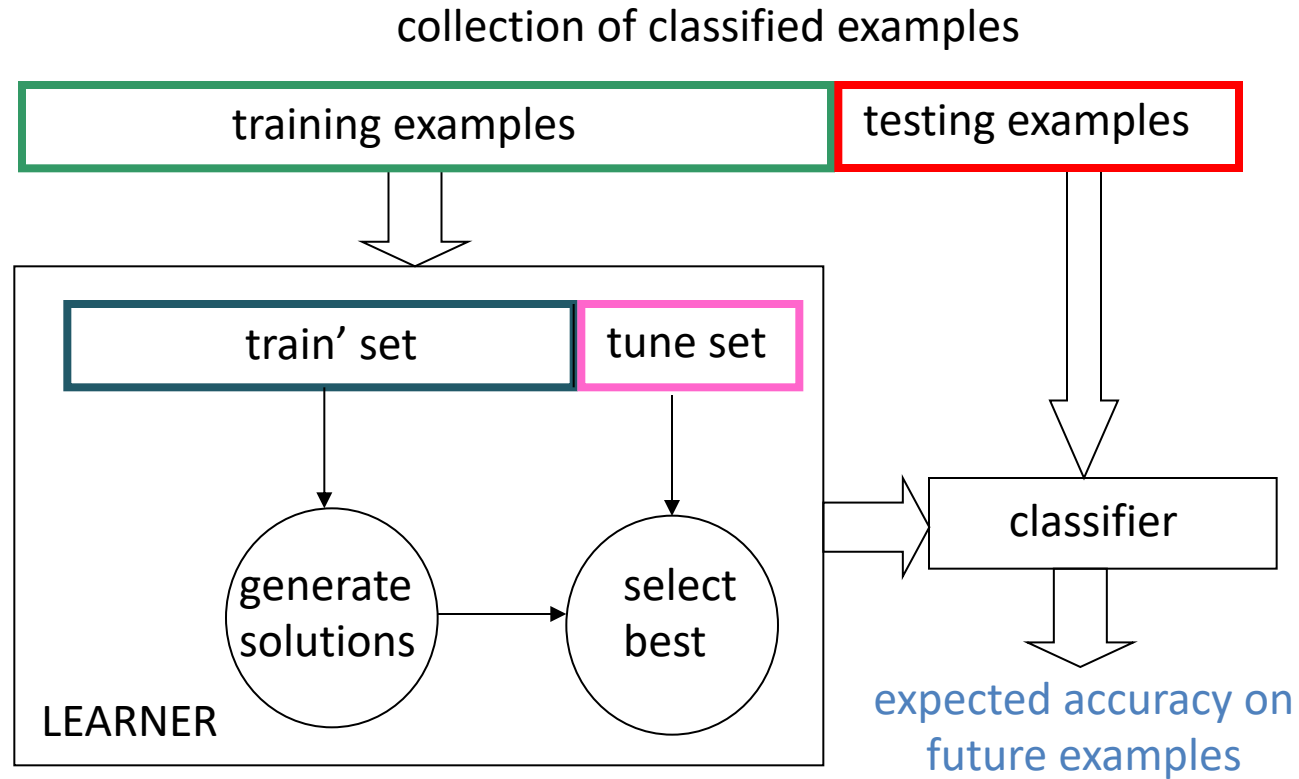 collection of classified examples
training examples
testing examples
train’ set
tune set
generate
solutions
select
best
classifier
LEARNER
expected accuracy on
future examples